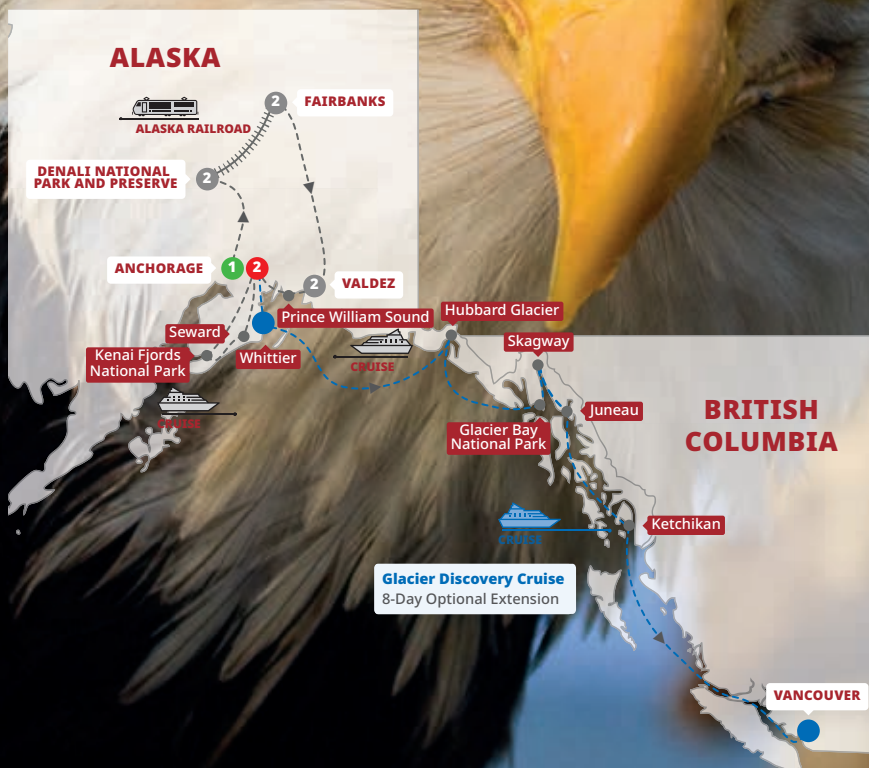 ALASKA
2
FAIRBANKS
ALASKA RAILROAD
DENALI NATIONAL
PARK AND PRESERVE
2
ANCHORAGE
1
2
2
VALDEZ
Prince William Sound
Hubbard Glacier
Seward
Skagway
Kenai Fjords
National Park
Whittier
CRUISE
CRUISE
Glacier Bay
National Park
Juneau
BRITISH
COLUMBIA
Ketchikan
CRUISE
Glacier Discovery Cruise
8-Day Optional Extension
VANCOUVER